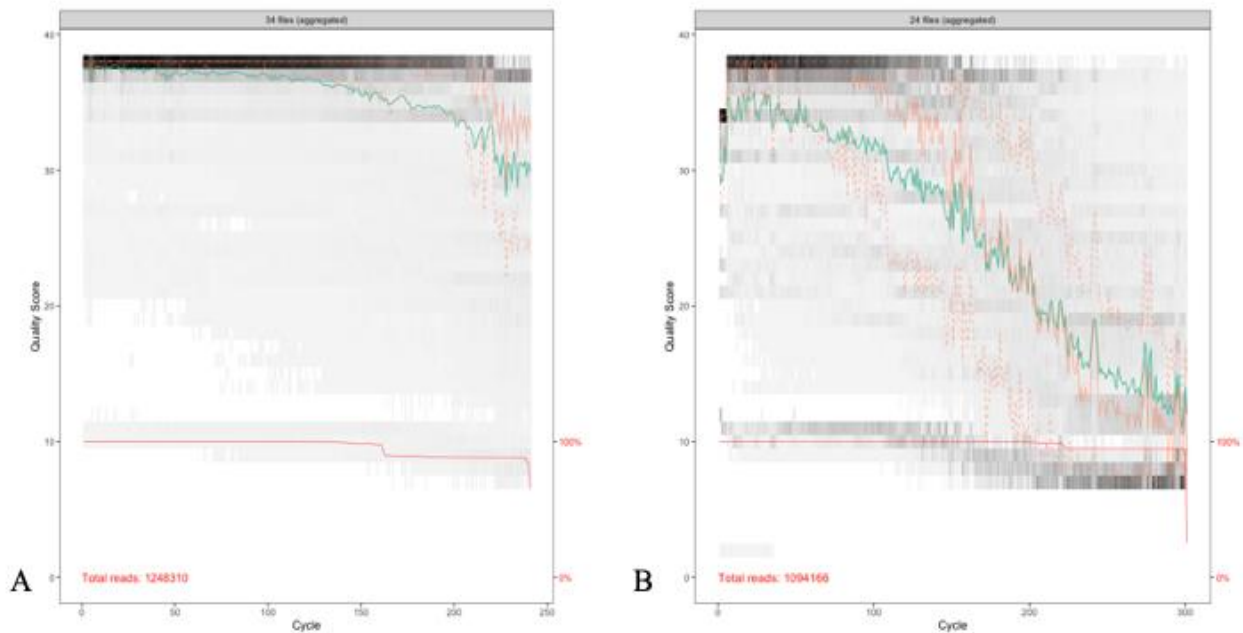 34 files (aggregated)
40
30
20
10
0
Quality Score
100%
0%
Total reads: 1248310
0
50
100
150
200
250
Cycle
A
24 files (aggregated)
40
30
20
10
0
Quality Score
100%
0%
Total reads: 1094166
0
100
200
300
Cycle
B